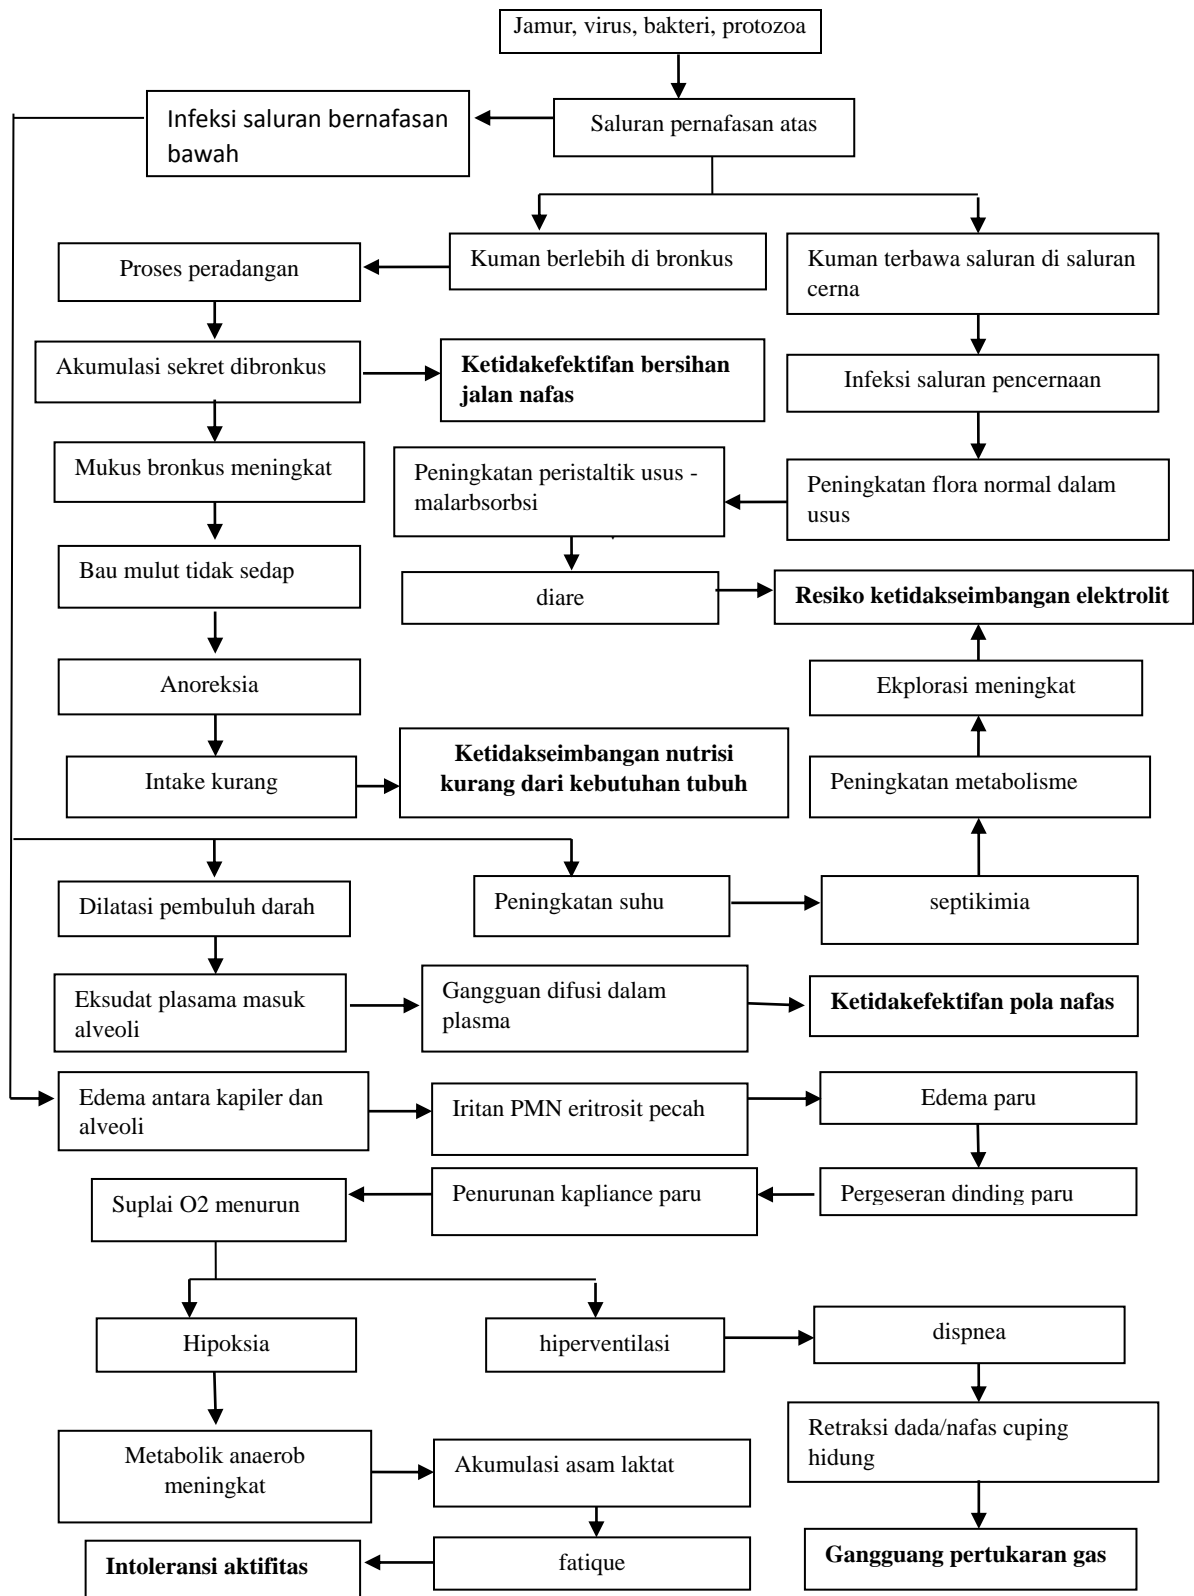 Jamur, virus, bakteri, protozoa
Infeksi saluran bernafasan
bawah
Saluran pernafasan atas
Proses peradangan
Kuman berlebih di bronkus
Kuman terbawa saluran di saluran
cerna
Akumulasi sekret dibronkus
Ketidakefektifan bersihan
jalan nafas
Infeksi saluran pencernaan
Mukus bronkus meningkat
Peningkatan peristaltik usus -
malarbsorbsi
Peningkatan flora normal dalam
usus
Bau mulut tidak sedap
diare
Resiko ketidakseimbangan elektrolit
Anoreksia
Ekplorasi meningkat
Intake kurang
Ketidakseimbangan nutrisi
kurang dari kebutuhan tubuh
Peningkatan metabolisme
Dilatasi pembuluh darah
Peningkatan suhu
septikimia
Eksudat plasama masuk
alveoli
Gangguan difusi dalam
plasma
Ketidakefektifan pola nafas
Edema antara kapiler dan
alveoli
Iritan PMN eritrosit pecah
Edema paru
Suplai O2 menurun
Penurunan kapliance paru
Pergeseran dinding paru
Hipoksia
hiperventilasi
dispnea
Metabolik anaerob
meningkat
Akumulasi asam laktat
Retraksi dada/nafas cuping
hidung
Intoleransi aktifitas
fatique
Gangguang pertukaran gas